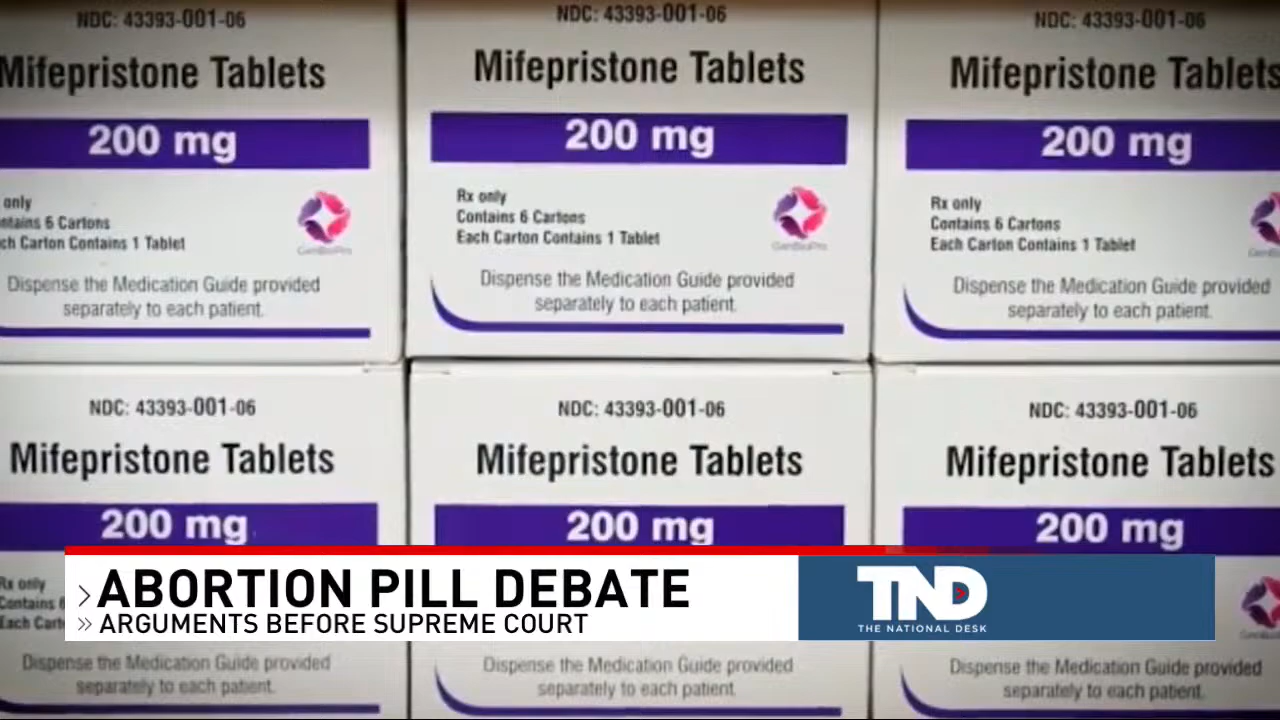 NDC: 43393-001-06
Mifepristone Tablets
200 mg
only
ntains 6 Cartons
ch Carton Contains 1 Tablet
GenBioPro
Dispense the Medication Guide provided
separately to each patient.
NDC: 43393-001-06
Mifepristone Tablets
200 mg
Rx only
Contains 6 Cartons
Each Carton Contains 1 Tablet
GenBioPro
Dispense the Medication Guide provided
separately to each patient.
NDC: 43393-001-06
Mifepristone Tablets
200 mg
Rx only
Contains 6 Cartons
Each Carton Contains 1 Tablet
Dispense the Medication Guide provided
separately to each patient.
NDC: 43393-001-06
Mifepristone Tablets
200 mg
Rx only
Contains 6
Each Cart
Dispense the Medication Guide provided
separately to each patient.
NDC: 43393-001-06
Mifepristone Tablets
200 mg
Dispense the Medication Guide provided
separately to each patient.
NDC: 43393-001-06
Mifepristone Tablets
200 mg
Dispense the Medication Guide provided
separately to each patient.
ABORTION PILL DEBATE
ARGUMENTS BEFORE SUPREME COURT
TND
THE NATIONAL DESK